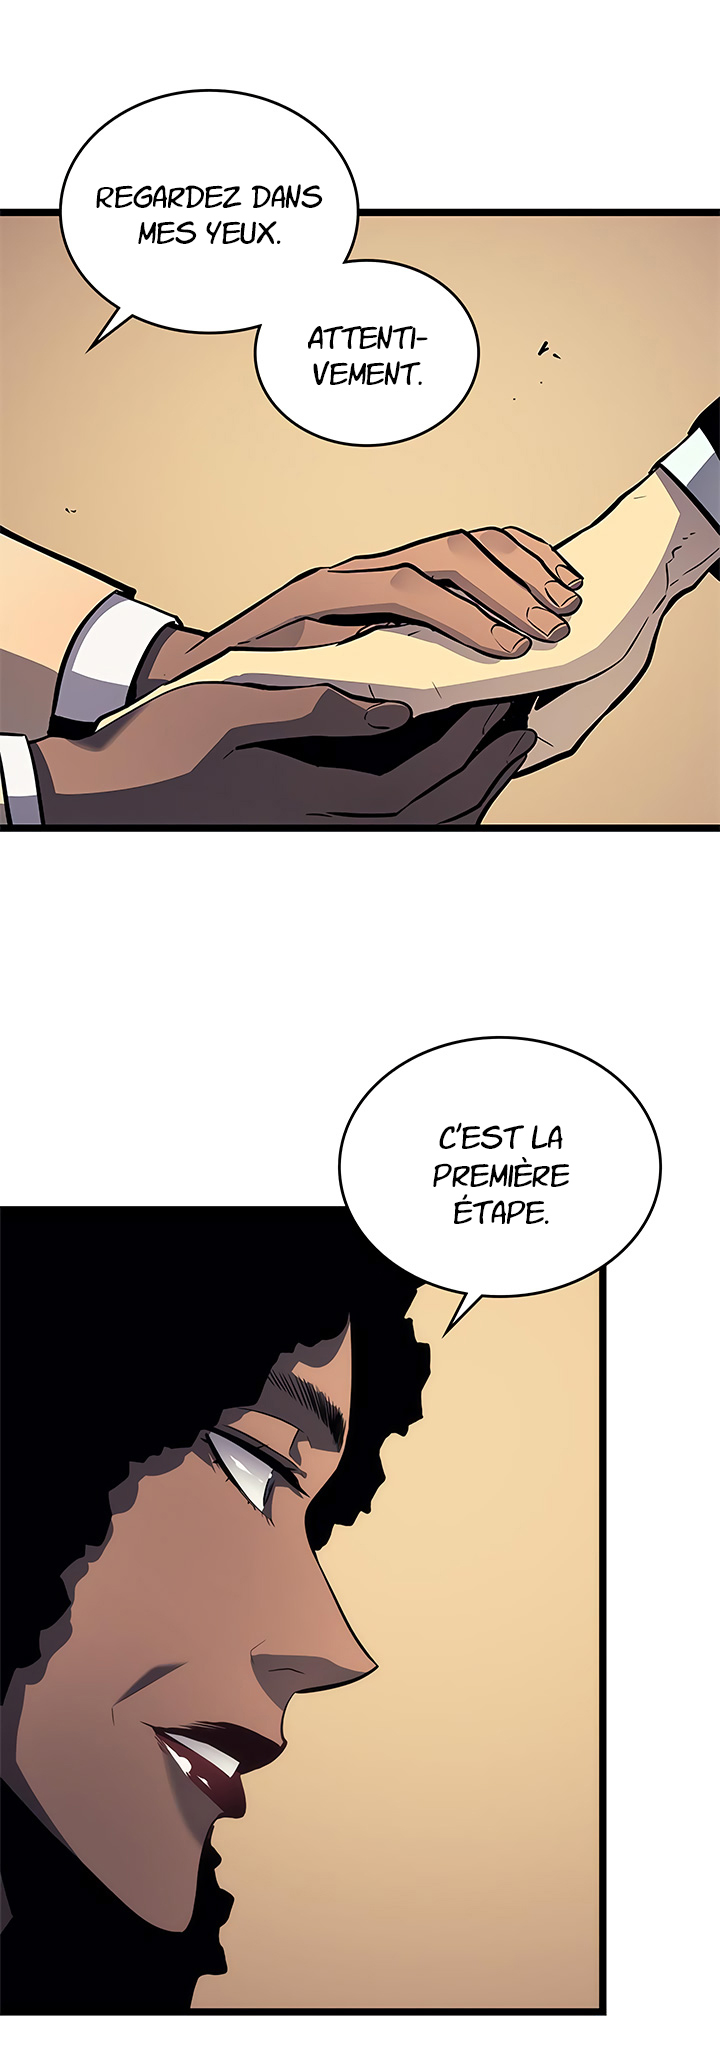 REGARDEZ DANS
MES YEUX.
ATTENTI-
VEMENT.
C'EST LA
PREMIÈRE
ÉTAPE.